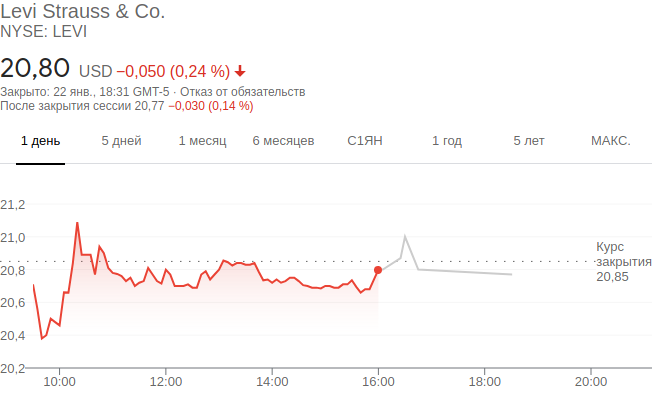 Levi Strauss & Co.
NYSE: LEVI
20,80 USD −0,050 (0,24 %)
Закрыто: 22 янв., 18:31 GMT-5 · Отказ от обязательств
После закрытия сессии 20,77 −0,030 (0,14 %)
1 день 5 дней 1 месяц 6 месяцев С1ЯН 1 год 5 лет МАКС.
21,2
21,0
20,8
20,6
20,4
20,2
Курс
закрытия
20,85
10:00 12:00 14:00 16:00 18:00 20:00